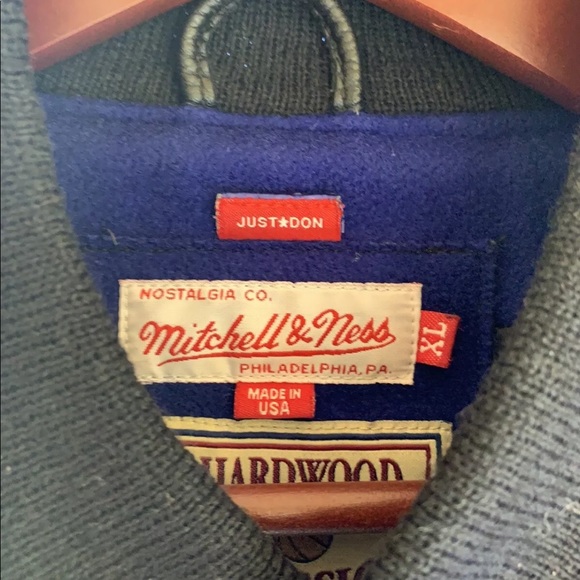 JUST★DON
NOSTALGIA CO.
Mitchell & Ness
PHILADELPHIA, PA.
XL
MADE IN
USA
HARDWOOD